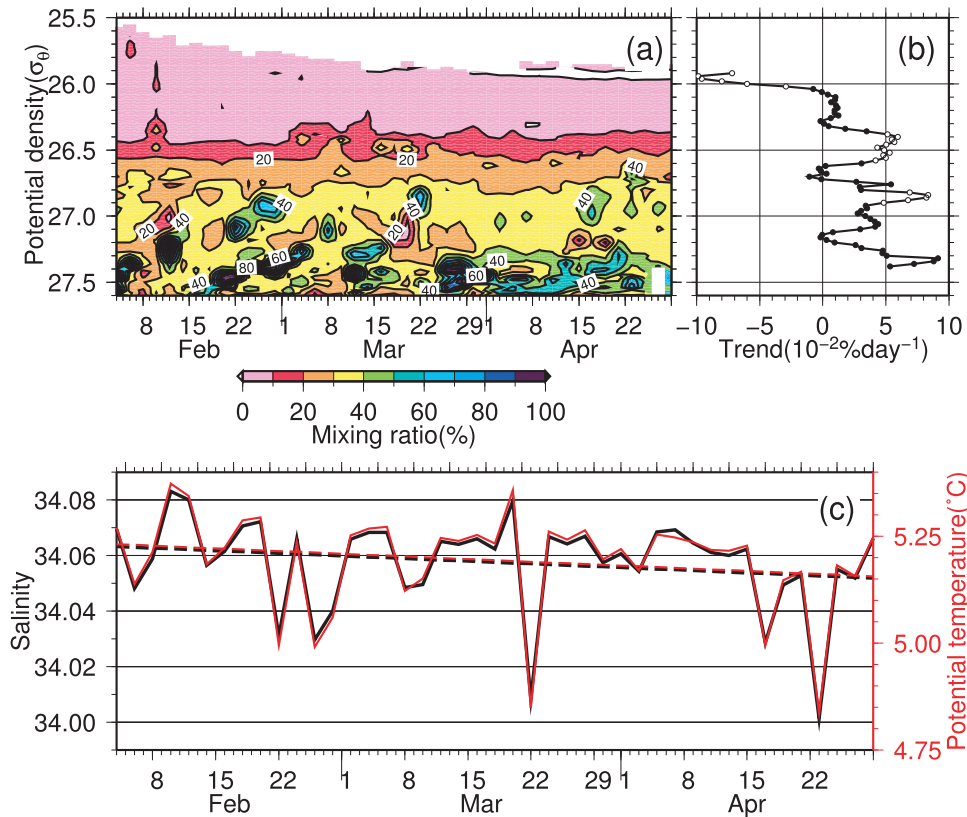 25.5
26.0
26.5
27.0
27.5
Potential density(σθ)
(a)
20
20
40
20
40
40
40
20
40
80
60
40
40
60
40
40
40
8 15 22 1 8 15 22 29 1 8 15 22
Feb Mar Apr
0 20 40 60 80 100
Mixing ratio(%)
(b)
−10 −5 0 5 10
Trend(10⁻²%day⁻¹)
(c)
34.08
34.06
34.04
34.02
34.00
Salinity
5.25
5.00
4.75
Potential temperature(°C)
8 15 22 1 8 15 22 29 1 8 15 22
Feb Mar Apr